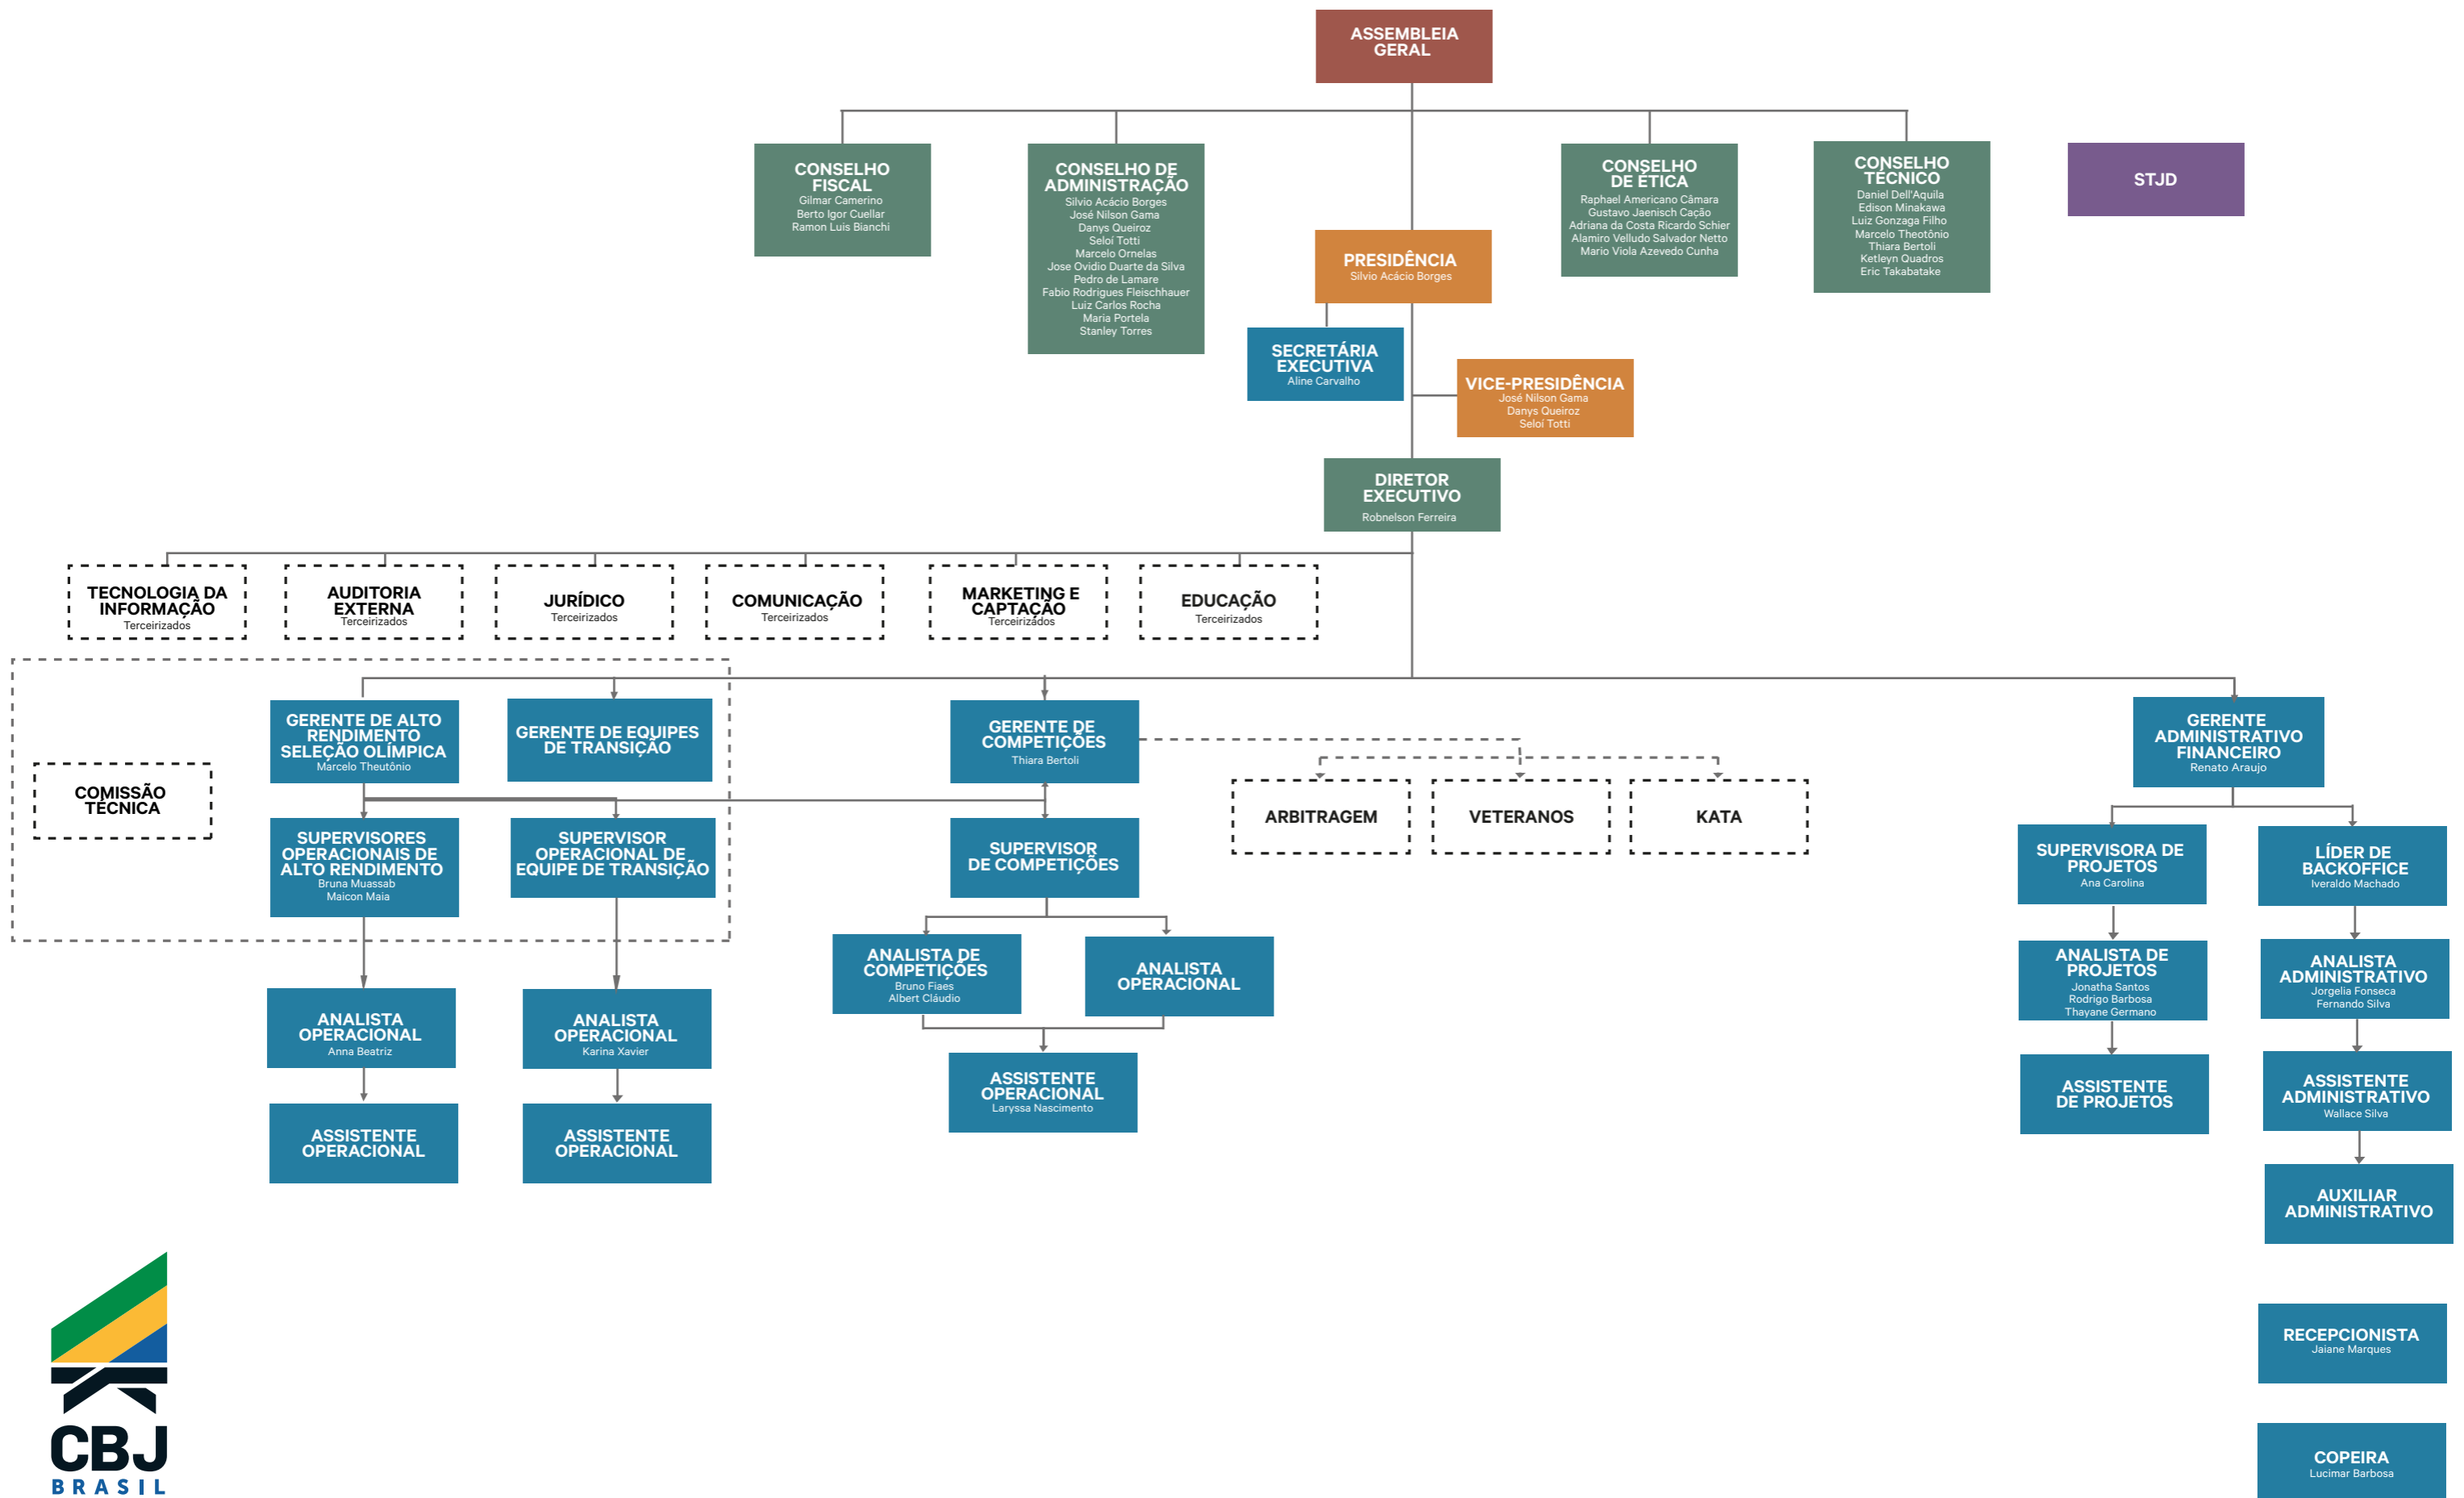 ASSEMBLEIA
GERAL
CONSELHO
FISCAL
Gilmar Camerino
Berto Igor Cuellar
Ramon Luis Bianchi
CONSELHO DE
ADMINISTRAÇÃO
Silvio Acácio Borges
José Nilson Gama
Danys Queiroz
Seloí Totti
Marcelo Ornelas
Jose Ovidio Duarte da Silva
Pedro de Lamare
Fabio Rodrigues Fleischhauer
Luiz Carlos Rocha
Maria Portela
Stanley Torres
CONSELHO
DE ÉTICA
Raphael Americano Câmara
Gustavo Jaenisch Cação
Adriana da Costa Ricardo Schier
Alamiro Velludo Salvador Netto
Mario Viola Azevedo Cunha
CONSELHO
TÉCNICO
Daniel Dell'Aquila
Edison Minakawa
Luiz Gonzaga Filho
Marcelo Theotônio
Thiara Bertoli
Ketleyn Quadros
Eric Takabatake
STJD
PRESIDÊNCIA
Silvio Acácio Borges
SECRETÁRIA
EXECUTIVA
Aline Carvalho
VICE-PRESIDÊNCIA
José Nilson Gama
Danys Queiroz
Seloí Totti
DIRETOR
EXECUTIVO
Robnelson Ferreira
TECNOLOGIA DA
INFORMAÇÃO
Terceirizados
AUDITORIA
EXTERNA
Terceirizados
JURÍDICO
Terceirizados
COMUNICAÇÃO
Terceirizados
MARKETING E
CAPTAÇÃO
Terceirizados
EDUCAÇÃO
Terceirizados
COMISSÃO
TÉCNICA
GERENTE DE ALTO
RENDIMENTO
SELEÇÃO OLÍMPICA
Marcelo Theutônio
GERENTE DE EQUIPES
DE TRANSIÇÃO
GERENTE DE
COMPETIÇÕES
Thiara Bertoli
GERENTE
ADMINISTRATIVO
FINANCEIRO
Renato Araujo
ARBITRAGEM
VETERANOS
KATA
SUPERVISORES
OPERACIONAIS DE
ALTO RENDIMENTO
Bruna Muassab
Maicon Maia
SUPERVISOR
OPERACIONAL DE
EQUIPE DE TRANSIÇÃO
SUPERVISOR
DE COMPETIÇÕES
SUPERVISORA DE
PROJETOS
Ana Carolina
LÍDER DE
BACKOFFICE
Iveraldo Machado
ANALISTA DE
COMPETIÇÕES
Bruno Fiaes
Albert Cláudio
ANALISTA
OPERACIONAL
ANALISTA DE
PROJETOS
Jonatha Santos
Rodrigo Barbosa
Thayane Germano
ANALISTA
ADMINISTRATIVO
Jorgelia Fonseca
Fernando Silva
ANALISTA
OPERACIONAL
Anna Beatriz
ANALISTA
OPERACIONAL
Karina Xavier
ASSISTENTE
OPERACIONAL
Laryssa Nascimento
ASSISTENTE
DE PROJETOS
ASSISTENTE
ADMINISTRATIVO
Wallace Silva
ASSISTENTE
OPERACIONAL
ASSISTENTE
OPERACIONAL
AUXILIAR
ADMINISTRATIVO
RECEPCIONISTA
Jaiane Marques
COPEIRA
Lucimar Barbosa
CBJ
BRASIL